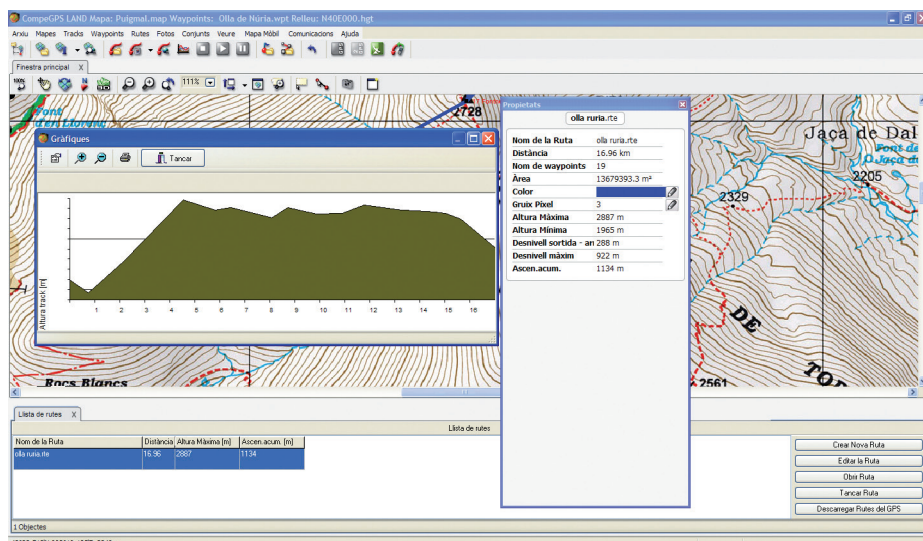 CompeGPS LAND Mapa: Puigmal.map Waypoints: Olla de Núria.wpt Relleu: N40E000.hgt
Arxiu Mapes Tracks Waypoints Rutes Fotos Conjunts Veure Mapa Mòbil Comunicacions Ajuda
Finestra principal X
100%
111%
Font
d'en Llorenç
2728
Jaça de Dal
Font de
2205
2329
DE
2561
Rocs Blancs
Gràfiques
Tancar
Altura track [m]
1 2 3 4 5 6 7 8 9 10 11 12 13 14 15 16
Propietats
olla ruria.rte
Nom de la Ruta olla ruria.rte
Distància 16.96 km
Nom de waypoints 19
Àrea 13679393.3 m²
Color
Gruix Píxel 3
Altura Màxima 2887 m
Altura Mínima 1965 m
Desnivell sortida - arr 288 m
Desnivell màxim 922 m
Ascen.acum. 1134 m
Llista de rutes X
Llista de rutes
Nom de la Ruta Distància Altura Màxima [m] Ascen.acum. [m]
olla ruria.rte 16.96 2887 1134
Crear Nova Ruta
Editar la Ruta
Obrir Ruta
Tancar Ruta
Descarregar Rutes del GPS
1 Objectes